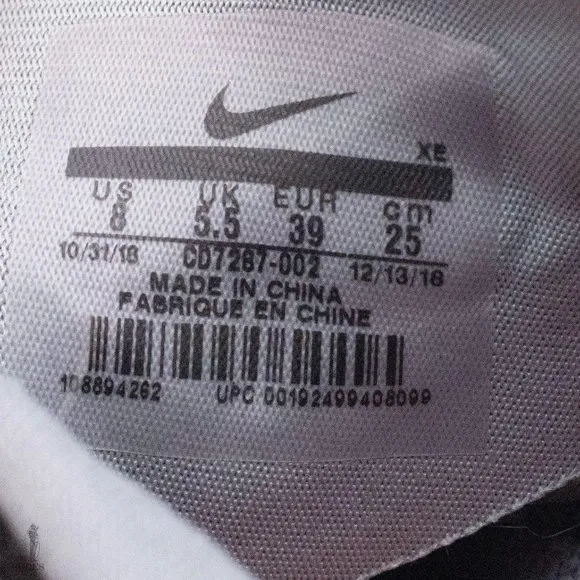 XE
US UK EUR cm
8 5.5 39 25
10/31/18 CD7287-002 12/13/18
MADE IN CHINA
FABRIQUE EN CHINE
108894262 UPC 00192499408099